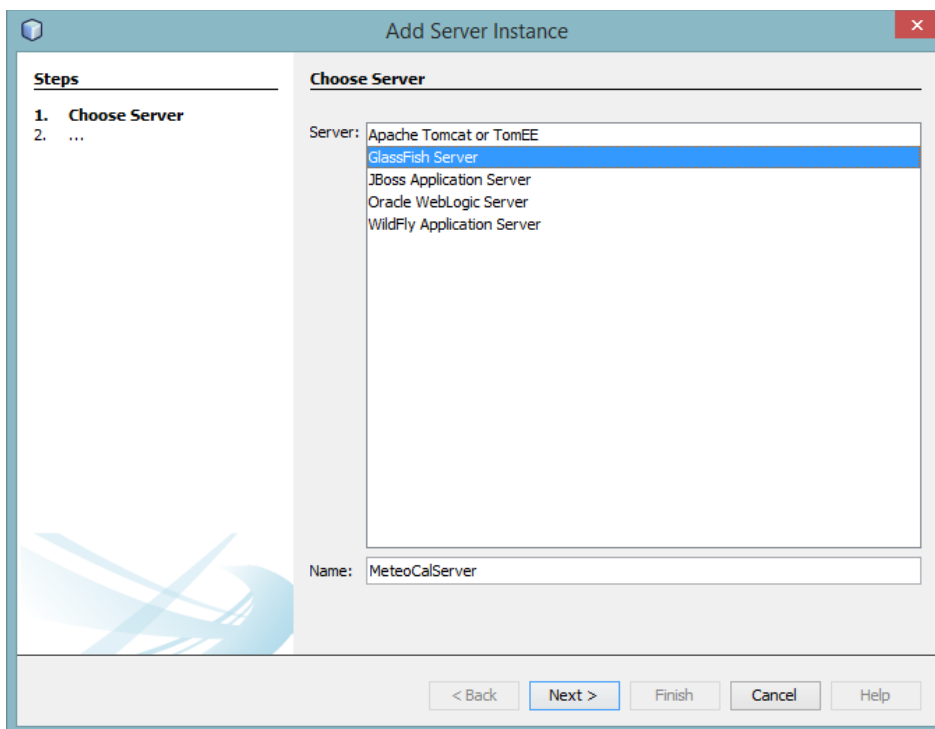 Add Server Instance
Steps
1. Choose Server
2. ...
Choose Server
Server:
Apache Tomcat or TomEE
GlassFish Server
JBoss Application Server
Oracle WebLogic Server
WildFly Application Server
Name: MeteoCalServer
< Back Next > Finish Cancel Help